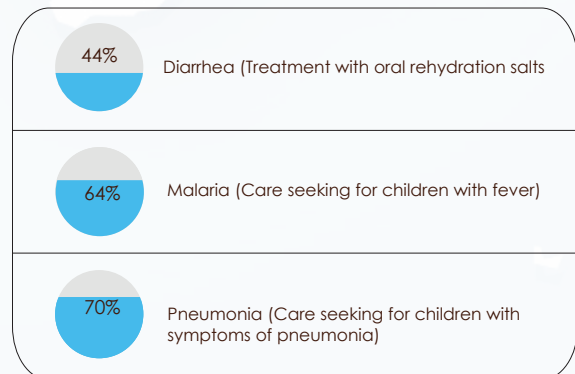 44%
Diarrhea (Treatment with oral rehydration salts
64%
Malaria (Care seeking for children with fever)
70%
Pneumonia (Care seeking for children with
symptoms of pneumonia)